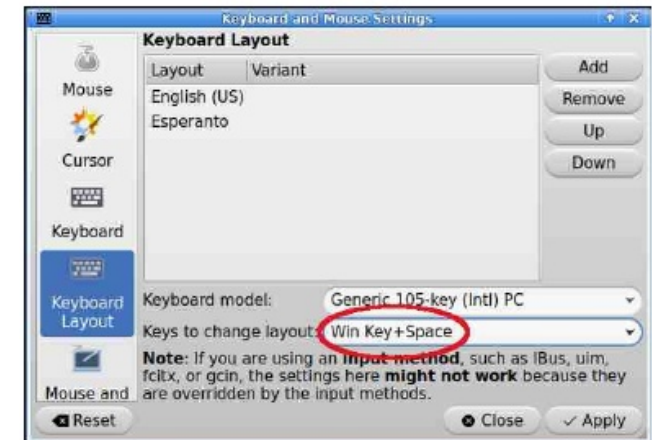 Keyboard and Mouse Settings
Keyboard Layout
Mouse
Cursor
Keyboard
Keyboard
Layout
Mouse and
Layout Variant
English (US)
Esperanto
Add
Remove
Up
Down
Keyboard model: Generic 105-key (Intl) PC
Keys to change layout: Win Key+Space
Note: If you are using an input method, such as IBus, uim,
fcitx, or gcin, the settings here might not work because they
are overridden by the input methods.
Reset
Close
Apply